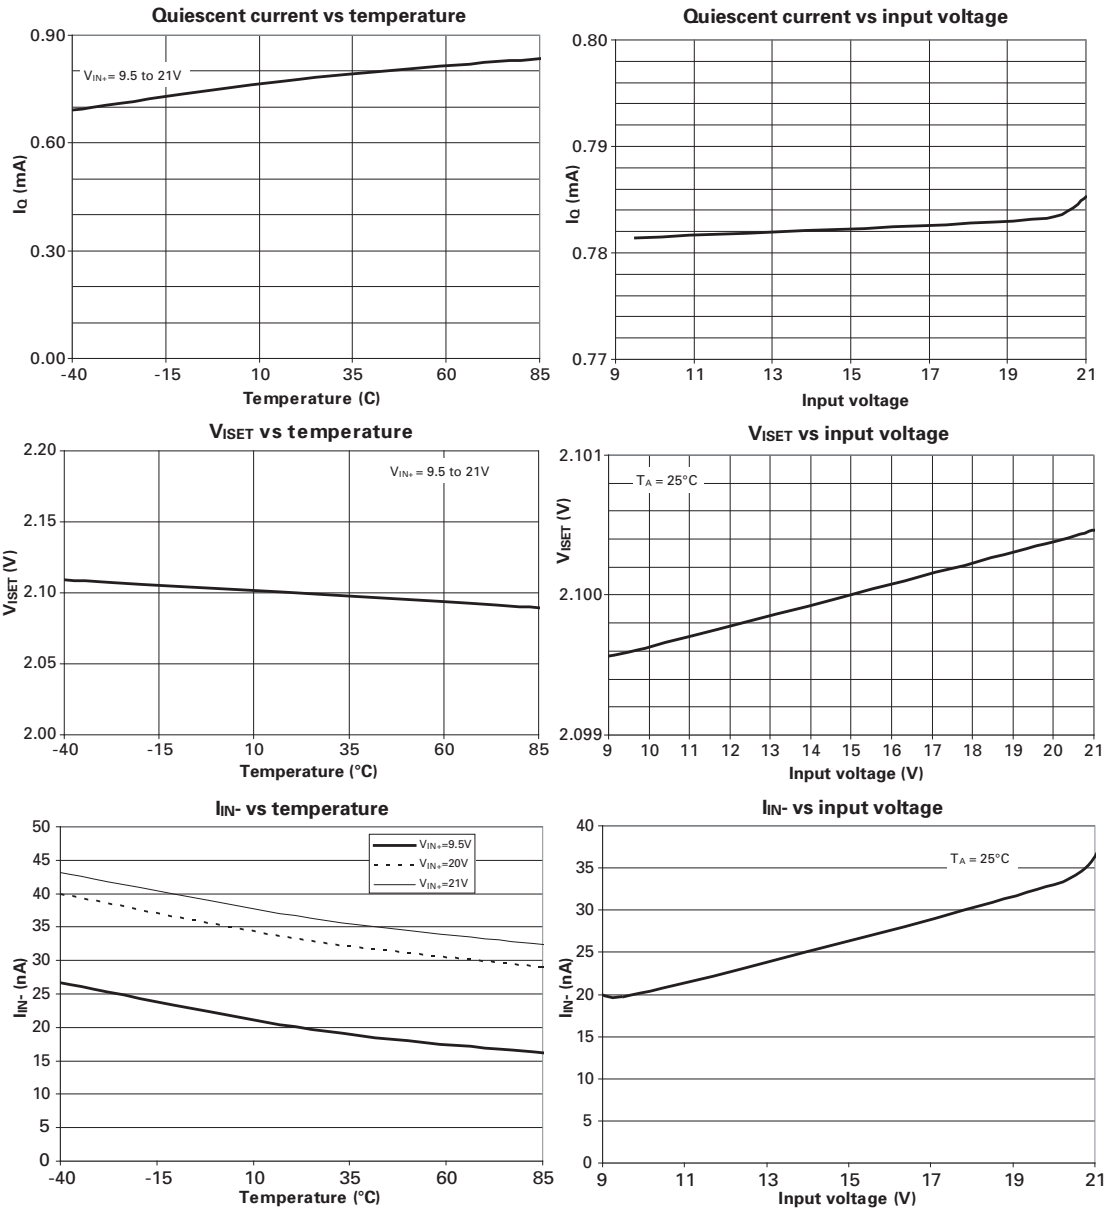 Quiescent current vs temperature
0.90
0.60
0.30
0.00
IQ (mA)
VIN+= 9.5 to 21V
-40 -15 10 35 60 85
Temperature (C)
Quiescent current vs input voltage
0.80
0.79
0.78
0.77
IQ (mA)
9 11 13 15 17 19 21
Input voltage
VISET vs temperature
2.20
2.15
2.10
2.05
2.00
VISET (V)
VIN+ = 9.5 to 21V
-40 -15 10 35 60 85
Temperature (°C)
VISET vs input voltage
2.101
2.100
2.099
VISET (V)
TA = 25°C
9 10 11 12 13 14 15 16 17 18 19 20 21
Input voltage (V)
IIN- vs temperature
50
45
40
35
30
25
20
15
10
5
0
IIN- (nA)
VIN+=9.5V
VIN+=20V
VIN+=21V
-40 -15 10 35 60 85
Temperature (°C)
IIN- vs input voltage
40
35
30
25
20
15
10
5
0
IIN- (nA)
TA = 25°C
9 11 13 15 17 19 21
Input voltage (V)